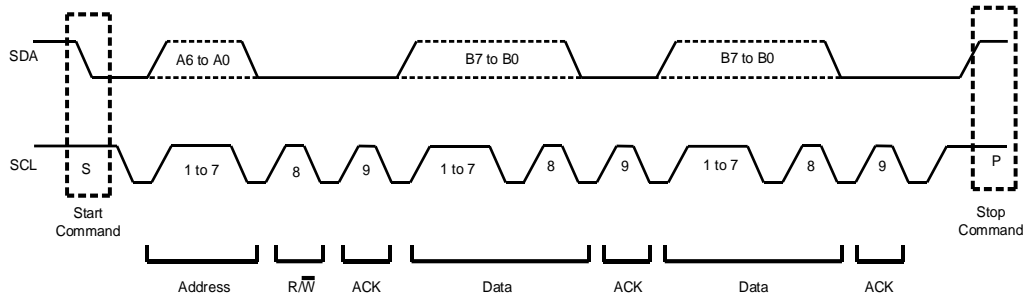 SDA
A6 to A0
B7 to B0
B7 to B0
SCL
S
1 to 7
8
9
1 to 7
8
9
1 to 7
8
9
P
Start
Command
Stop
Command
Address
R/W̅
ACK
Data
ACK
Data
ACK